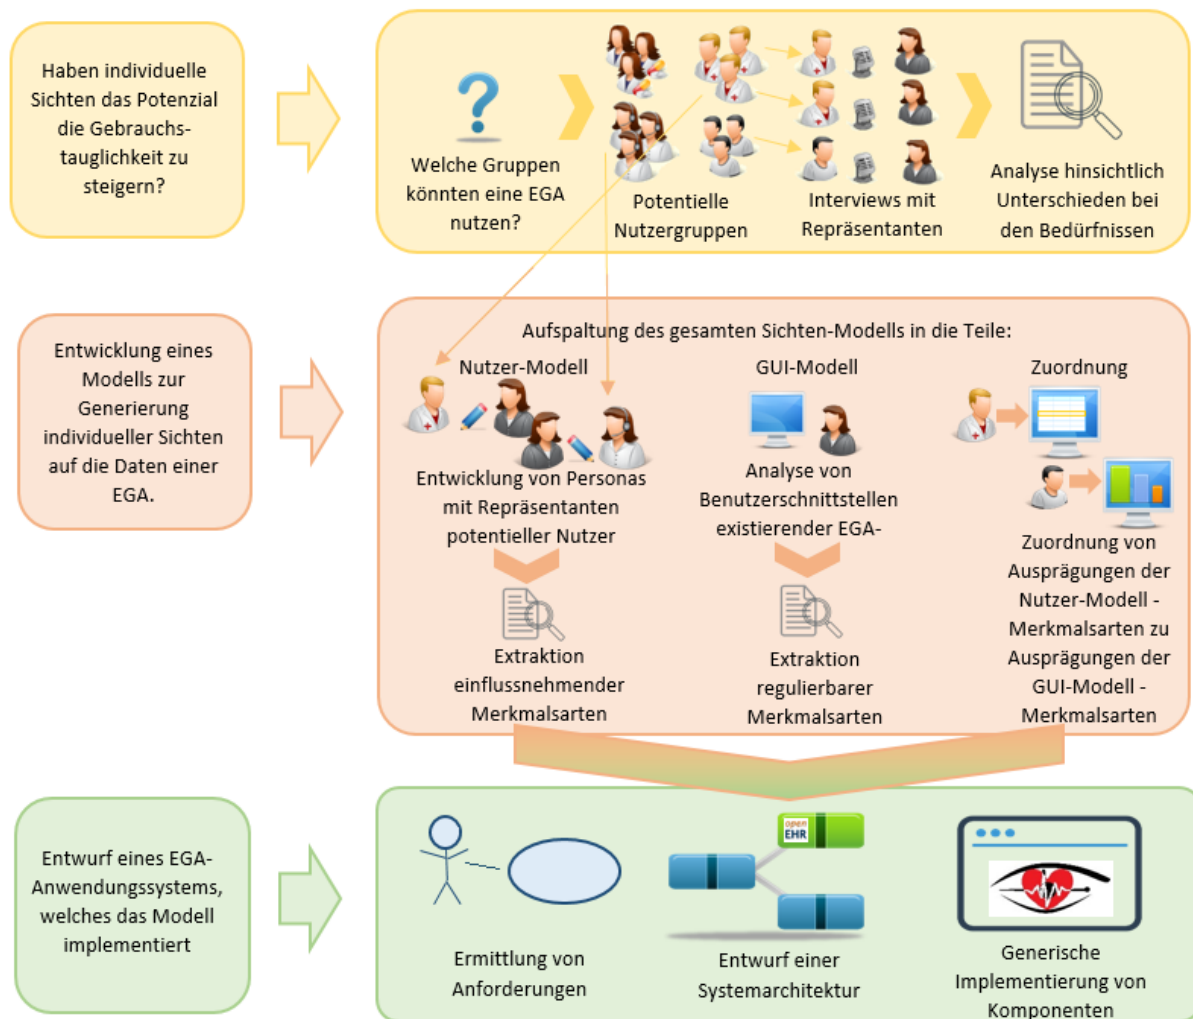 Haben individuelle
Sichten das Potenzial
die Gebrauchs-
tauglichkeit zu
steigern?
Welche Gruppen
könnten eine EGA
nutzen?
Potentielle
Nutzergruppen
Interviews mit
Repräsentanten
Analyse hinsichtlich
Unterschieden bei
den Bedürfnissen
Entwicklung eines
Modells zur
Generierung
individueller Sichten
auf die Daten einer
EGA.
Aufspaltung des gesamten Sichten-Modells in die Teile:
Nutzer-Modell
Entwicklung von Personas
mit Repräsentanten
potentieller Nutzer
Extraktion
einflussnehmender
Merkmalsarten
GUI-Modell
Analyse von
Benutzerschnittstellen
existierender EGA-
Extraktion
regulierbarer
Merkmalsarten
Zuordnung
Zuordnung von
Ausprägungen der
Nutzer-Modell -
Merkmalsarten zu
Ausprägungen der
GUI-Modell -
Merkmalsarten
Entwurf eines EGA-
Anwendungssystems,
welches das Modell
implementiert
Ermittlung von
Anforderungen
open
EHR
Entwurf einer
Systemarchitektur
Generische
Implementierung von
Komponenten